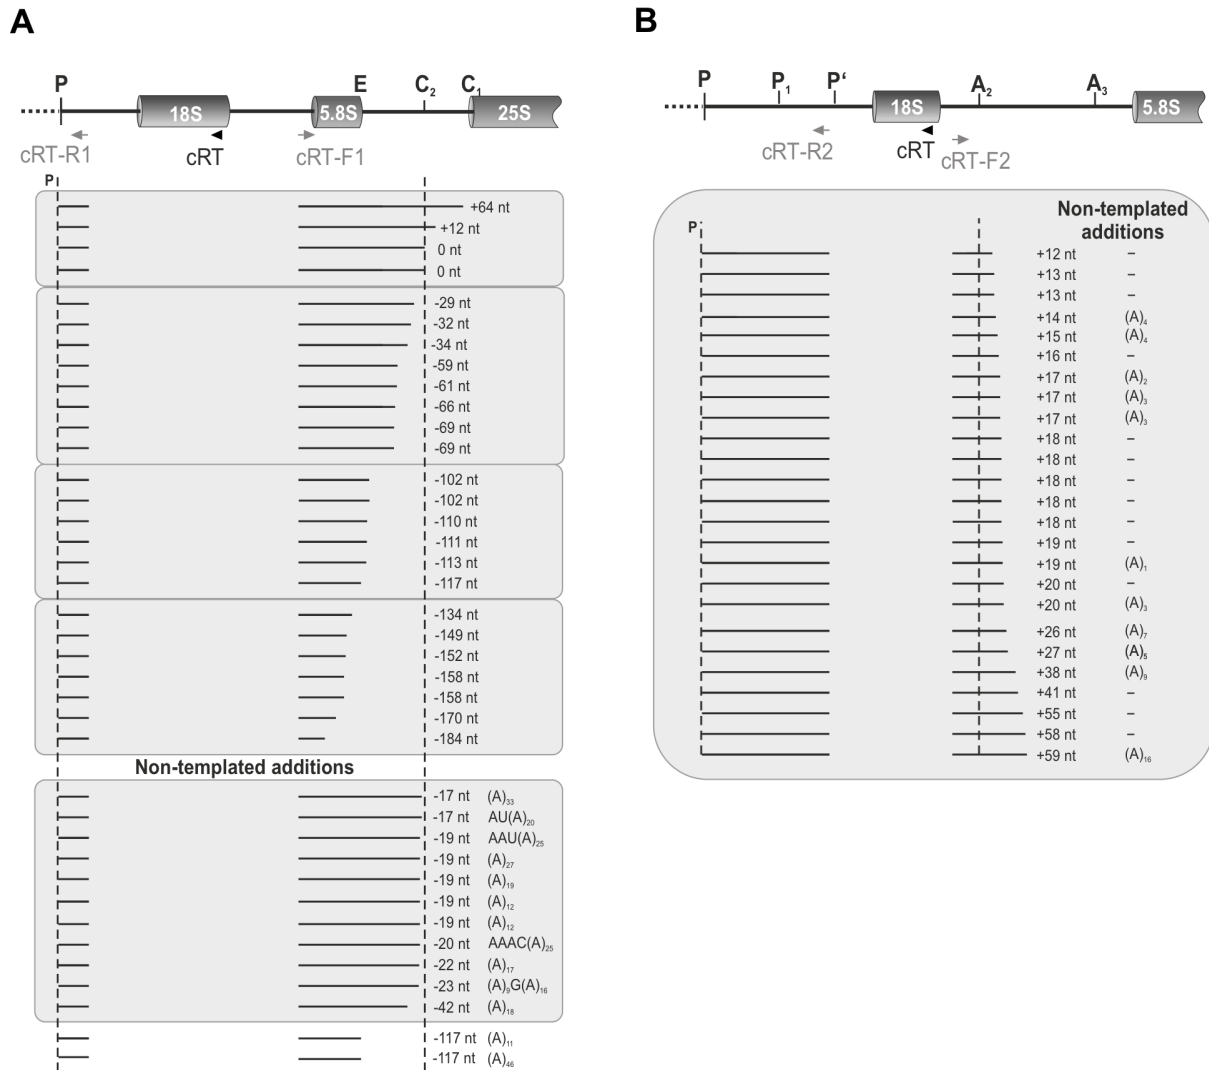 A
P E C₂ C₁
18S 5.8S 25S
cRT-R1 cRT cRT-F1
P
+64 nt
+12 nt
0 nt
0 nt
-29 nt
-32 nt
-34 nt
-59 nt
-61 nt
-66 nt
-69 nt
-69 nt
-102 nt
-102 nt
-110 nt
-111 nt
-113 nt
-117 nt
-134 nt
-149 nt
-152 nt
-158 nt
-158 nt
-170 nt
-184 nt
Non-templated additions
-17 nt (A)₃₃
-17 nt AU(A)₂₀
-19 nt AAU(A)₂₅
-19 nt (A)₂₇
-19 nt (A)₁₉
-19 nt (A)₁₂
-19 nt (A)₁₂
-20 nt AAAC(A)₂₅
-22 nt (A)₁₇
-23 nt (A)₉G(A)₁₆
-42 nt (A)₁₈
-117 nt (A)₁₁
-117 nt (A)₄₆
B
P P₁ P‘ A₂ A₃
18S 5.8S
cRT-R2 cRT cRT-F2
Non-templated
additions
P
+12 nt –
+13 nt –
+13 nt –
+14 nt (A)₄
+15 nt (A)₄
+16 nt –
+17 nt (A)₂
+17 nt (A)₃
+17 nt (A)₃
+18 nt –
+18 nt –
+18 nt –
+18 nt –
+18 nt –
+19 nt –
+19 nt (A)₁
+20 nt –
+20 nt (A)₃
+26 nt (A)₇
+27 nt (A)₅
+38 nt (A)₉
+41 nt –
+55 nt –
+58 nt –
+59 nt (A)₁₆